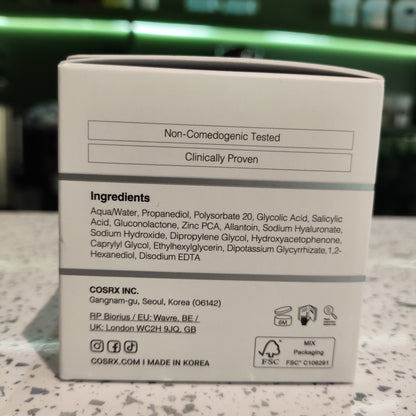 Non-Comedogenic Tested
Clinically Proven
Ingredients
Aqua/Water, Propanediol, Polysorbate 20, Glycolic Acid, Salicylic
Acid, Gluconolactone, Zinc PCA, Allantoin, Sodium Hyaluronate,
Sodium Hydroxide, Dipropylene Glycol, Hydroxyacetophenone,
Caprylyl Glycol, Ethylhexylglycerin, Dipotassium Glycyrrhizate, 1,2-
Hexanediol, Disodium EDTA
COSRX INC.
Gangnam-gu, Seoul, Korea (06142)
RP Biorius / EU: Wavre, BE /
UK: London WC2H 9JQ, GB
6M
FSC
MIX
Packaging
FSC® C108291
COSRX.COM I MADE IN KOREA